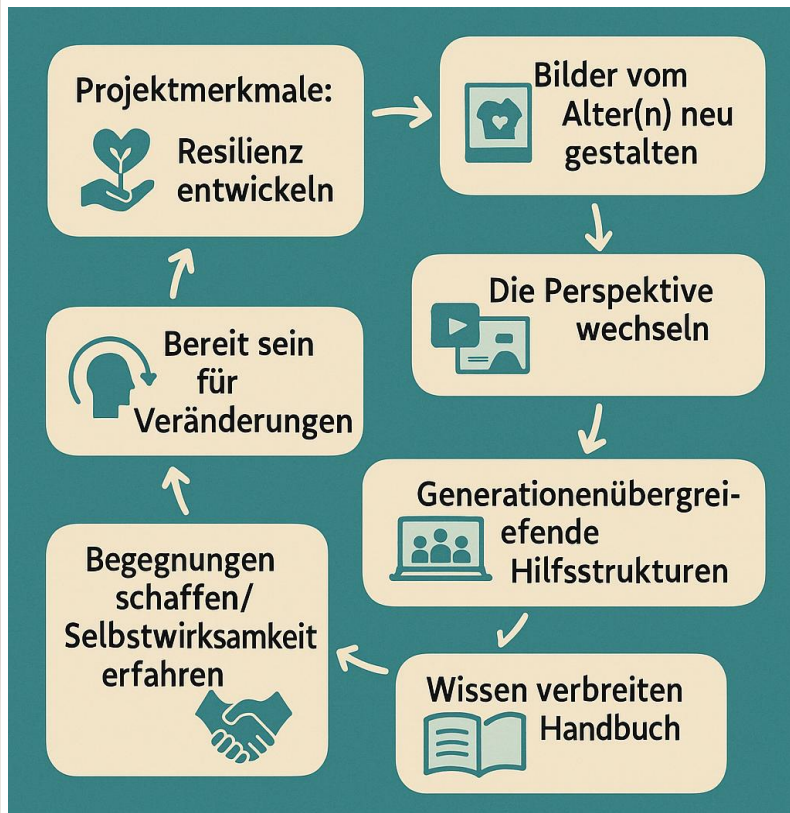 Projektmerkmale:
Resilienz
entwickeln
Bilder vom
Alter(n) neu
gestalten
Die Perspektive
wechseln
Generationenübergrei-
efende
Hilfsstrukturen
Wissen verbreiten
Handbuch
Begegnungen
schaffen/
Selbstwirksamkeit
erfahren
Bereit sein
für
Veränderungen